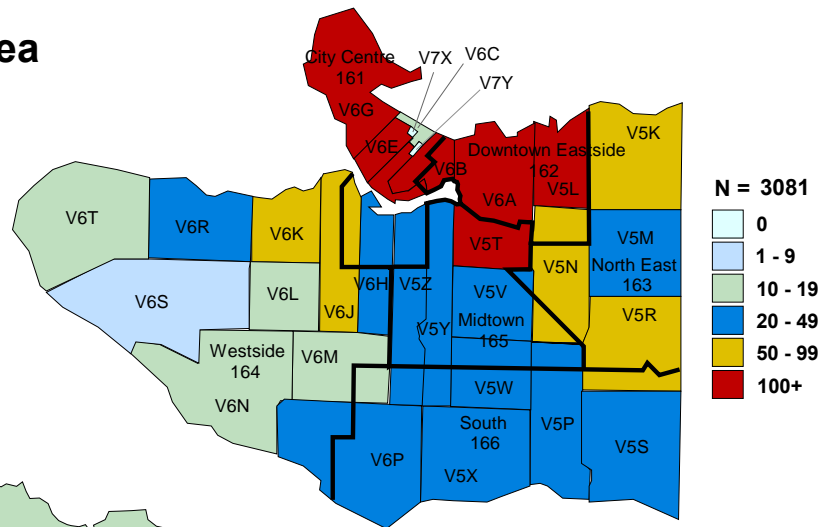 ea
City Centre
161
V7X
V6C
V7Y
V6G
V6E
V6B
Downtown Eastside
162
V5L
V6A
V5K
V6T
V6R
V6K
V5T
V5M
North East
163
V5N
V6S
V6L
V6J
V6H
V5Z
V5Y
V5V
Midtown
165
V5R
Westside
164
V6M
V6N
V5W
South
166
V6P
V5X
V5P
V5S
N = 3081
0
1 - 9
10 - 19
20 - 49
50 - 99
100+